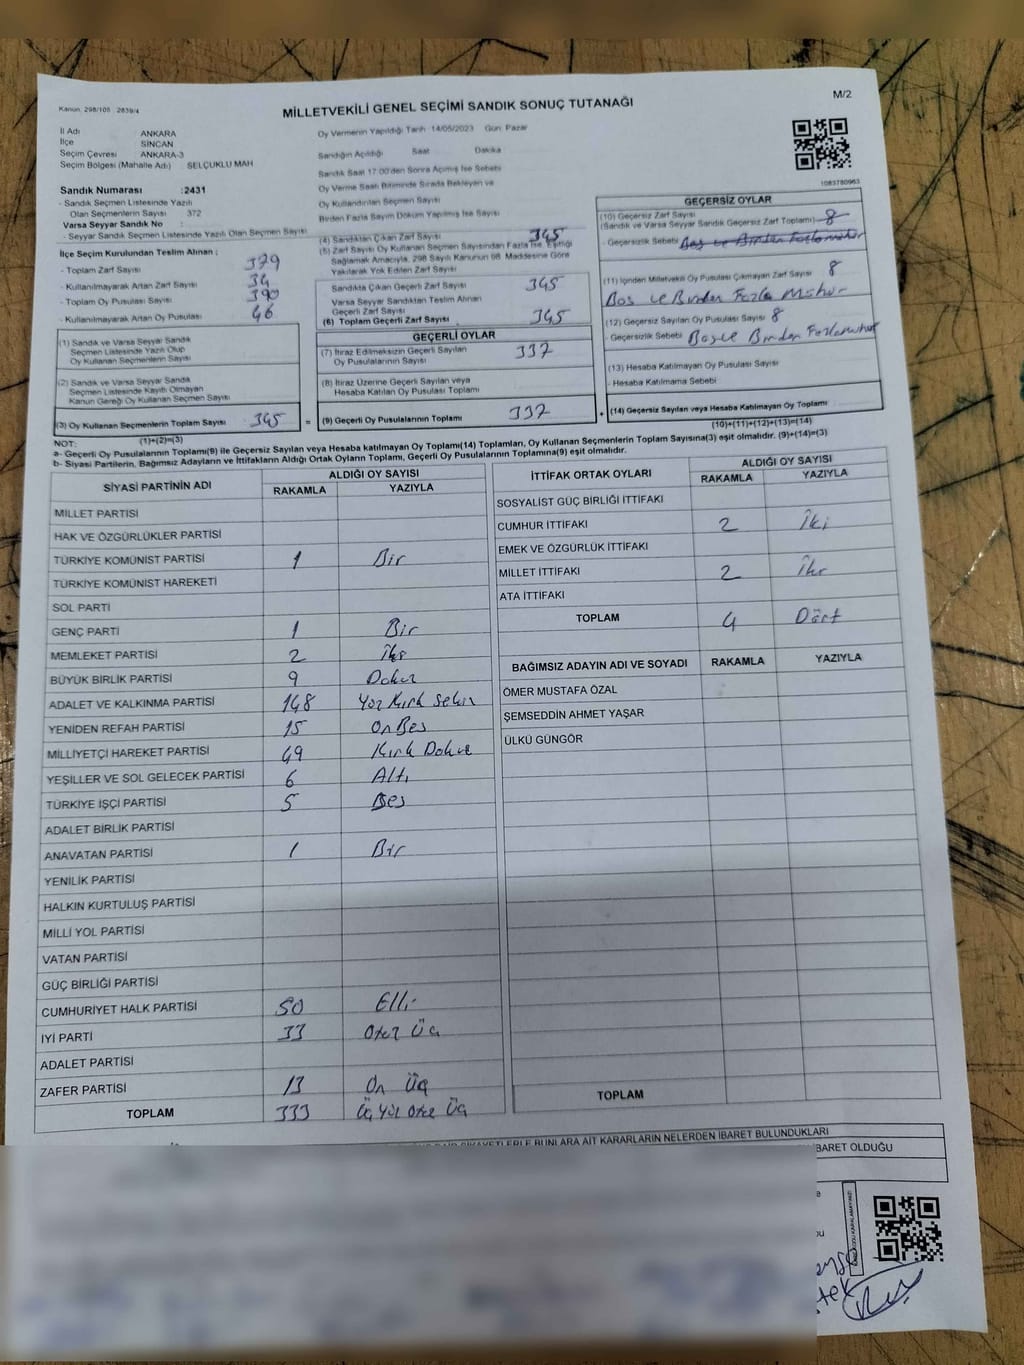 Kanun: 298/105 2839/4
MİLLETVEKİLİ GENEL SEÇİMİ SANDIK SONUÇ TUTANAĞI
M/2
İl Adı ANKARA
İlçe SİNCAN
Seçim Çevresi ANKARA-3
Seçim Bölgesi (Mahalle Adı) SELÇUKLU MAH
Sandık Numarası :2431
- Sandık Seçmen Listesinde Yazılı
Olan Seçmenlerin Sayısı 372
Varsa Seyyar Sandık No :
- Seyyar Sandık Seçmen Listesinde Yazılı Olan Seçmen Sayısı
İlçe Seçim Kurulundan Teslim Alınan ;
- Toplam Zarf Sayısı 379
- Kullanılmayarak Artan Zarf Sayısı 34
- Toplam Oy Pusulası Sayısı 390
- Kullanılmayarak Artan Oy Pusulası 46
(1) Sandık ve Varsa Seyyar Sandık
Seçmen Listesinde Yazılı Olup
Oy Kullanan Seçmenlerin Sayısı
(2) Sandık ve Varsa Seyyar Sandık
Seçmen Listesinde Kayıtlı Olmayan
Kanun Gereği Oy Kullanan Seçmen Sayısı
(3) Oy Kullanan Seçmenlerin Toplam Sayısı 345
(1)+(2)=(3)
Oy Vermenin Yapıldığı Tarih 14/05/2023 Gün: Pazar
Sandığın Açıldığı Saat Dakika
Sandık Saat 17:00'den Sonra Açılmış İse Sebebi
Oy Verme Saati Bitiminde Sırada Bekleyen ve
Oy Kullandırılan Seçmen Sayısı
Birden Fazla Sayım Döküm Yapılmış İse Sayısı
(4) Sandıktan Çıkan Zarf Sayısı 345
(5) Zarf Sayısı Oy Kullanan Seçmen Sayısından Fazla İse, Eşitliği
Sağlamak Amacıyla, 298 Sayılı Kanunun 98. Maddesine Göre
Yakılarak Yok Edilen Zarf Sayısı
Sandıkta Çıkan Geçerli Zarf Sayısı 345
Varsa Seyyar Sandıktan Teslim Alınan
Geçerli Zarf Sayısı
(6) Toplam Geçerli Zarf Sayısı 345
GEÇERLİ OYLAR
(7) İtiraz Edilmeksizin Geçerli Sayılan
Oy Pusulalarının Sayısı 337
(8) İtiraz Üzerine Geçerli Sayılan veya
Hesaba Katılan Oy Pusulası Toplamı
= (9) Geçerli Oy Pusulalarının Toplamı 337
1083780963
GEÇERSİZ OYLAR
(10) Geçersiz Zarf Sayısı
(Sandık ve Varsa Seyyar Sandık Geçersiz Zarf Toplamı) 8
- Geçersizlik Sebebi Boş ve Birden Fazla Mühür
(11) İçinden Milletvekili Oy Pusulası Çıkmayan Zarf Sayısı 8
Boş ve Birden Fazla Mühür
(12) Geçersiz Sayılan Oy Pusulası Sayısı 8
- Geçersizlik Sebebi Boş ve Birden Fazla mühür
(13) Hesaba Katılmayan Oy Pusulası Sayısı
- Hesaba Katılmama Sebebi
+ (14) Geçersiz Sayılan veya Hesaba Katılmayan Oy Toplamı
(10)+(11)+(12)+(13)=(14)
NOT:
a- Geçerli Oy Pusulalarının Toplamı(9) ile Geçersiz Sayılan veya Hesaba katılmayan Oy Toplamı(14) Toplamları, Oy Kullanan Seçmenlerin Toplam Sayısına(3) eşit olmalıdır. (9)+(14)=(3)
b- Siyasi Partilerin, Bağımsız Adayların ve İttifakların Aldığı Ortak Oyların Toplamı, Geçerli Oy Pusulalarının Toplamına(9) eşit olmalıdır.
SİYASİ PARTİNİN ADI ALDIĞI OY SAYISI
RAKAMLA YAZIYLA
MİLLET PARTİSİ
HAK VE ÖZGÜRLÜKLER PARTİSİ
TÜRKİYE KOMÜNİST PARTİSİ 1 Bir
TÜRKİYE KOMÜNİST HAREKETİ
SOL PARTİ
GENÇ PARTİ 1 Bir
MEMLEKET PARTİSİ 2 İki
BÜYÜK BİRLİK PARTİSİ 9 Dokuz
ADALET VE KALKINMA PARTİSİ 148 Yüz Kırk Sekiz
YENİDEN REFAH PARTİSİ 15 On Beş
MİLLİYETÇİ HAREKET PARTİSİ 49 Kırk Dokuz
YEŞİLLER VE SOL GELECEK PARTİSİ 6 Altı
TÜRKİYE İŞÇİ PARTİSİ 5 Beş
ADALET BİRLİK PARTİSİ
ANAVATAN PARTİSİ 1 Bir
YENİLİK PARTİSİ
HALKIN KURTULUŞ PARTİSİ
MİLLİ YOL PARTİSİ
VATAN PARTİSİ
GÜÇ BİRLİĞİ PARTİSİ
CUMHURİYET HALK PARTİSİ 50 Elli
İYİ PARTİ 33 Otuz Üç
ADALET PARTİSİ
ZAFER PARTİSİ 13 On Üç
TOPLAM 333 Üç Yüz Otuz Üç
İTTİFAK ORTAK OYLARI ALDIĞI OY SAYISI
RAKAMLA YAZIYLA
SOSYALİST GÜÇ BİRLİĞİ İTTİFAKI
CUMHUR İTTİFAKI 2 İki
EMEK VE ÖZGÜRLÜK İTTİFAKI
MİLLET İTTİFAKI 2 İki
ATA İTTİFAKI
TOPLAM 4 Dört
BAĞIMSIZ ADAYIN ADI VE SOYADI RAKAMLA YAZIYLA
ÖMER MUSTAFA ÖZAL
ŞEMSEDDİN AHMET YAŞAR
ÜLKÜ GÜNGÖR
TOPLAM
ŞİKAYETLERLE BUNLARA AİT KARARLARIN NELERDEN İBARET BULUNDUKLARI
İBARET OLDUĞU